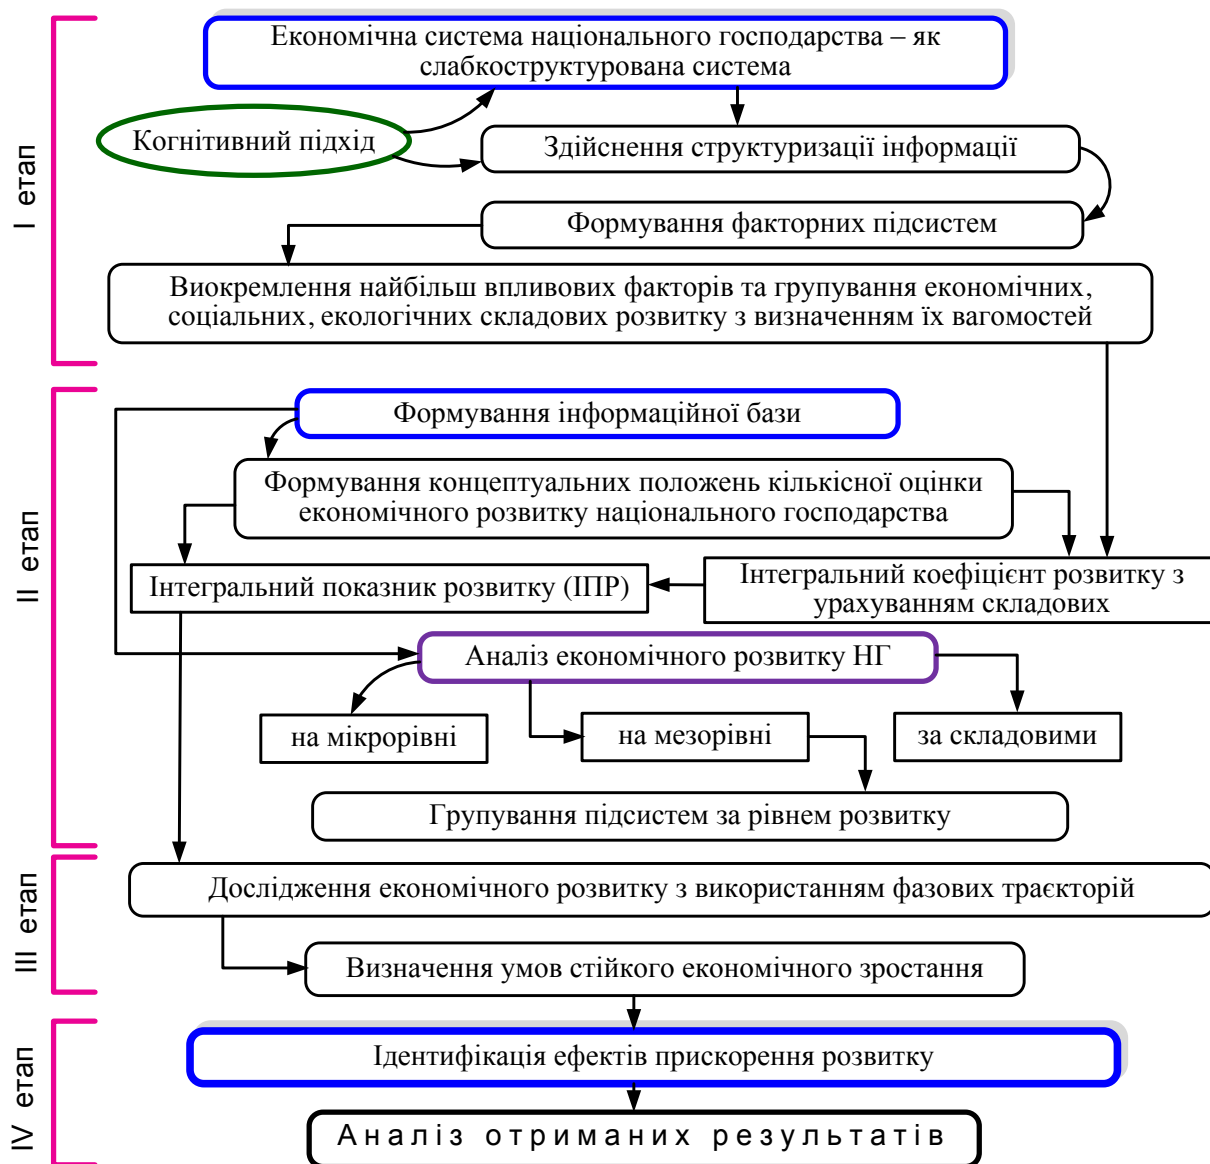 Економічна система національного господарства – як
слабкоструктурована система
Когнітивний підхід
Здійснення структуризації інформації
Формування факторних підсистем
Виокремлення найбільш впливових факторів та групування економічних,
соціальних, екологічних складових розвитку з визначенням їх вагомостей
I етап
Формування інформаційної бази
Формування концептуальних положень кількісної оцінки
економічного розвитку національного господарства
Інтегральний показник розвитку (ІПР)
Інтегральний коефіцієнт розвитку з
урахуванням складових
Аналіз економічного розвитку НГ
на мікрорівні
на мезорівні
за складовими
Групування підсистем за рівнем розвитку
II етап
Дослідження економічного розвитку з використанням фазових траєкторій
Визначення умов стійкого економічного зростання
III етап
Ідентифікація ефектів прискорення розвитку
Аналіз отриманих результатів
IV етап